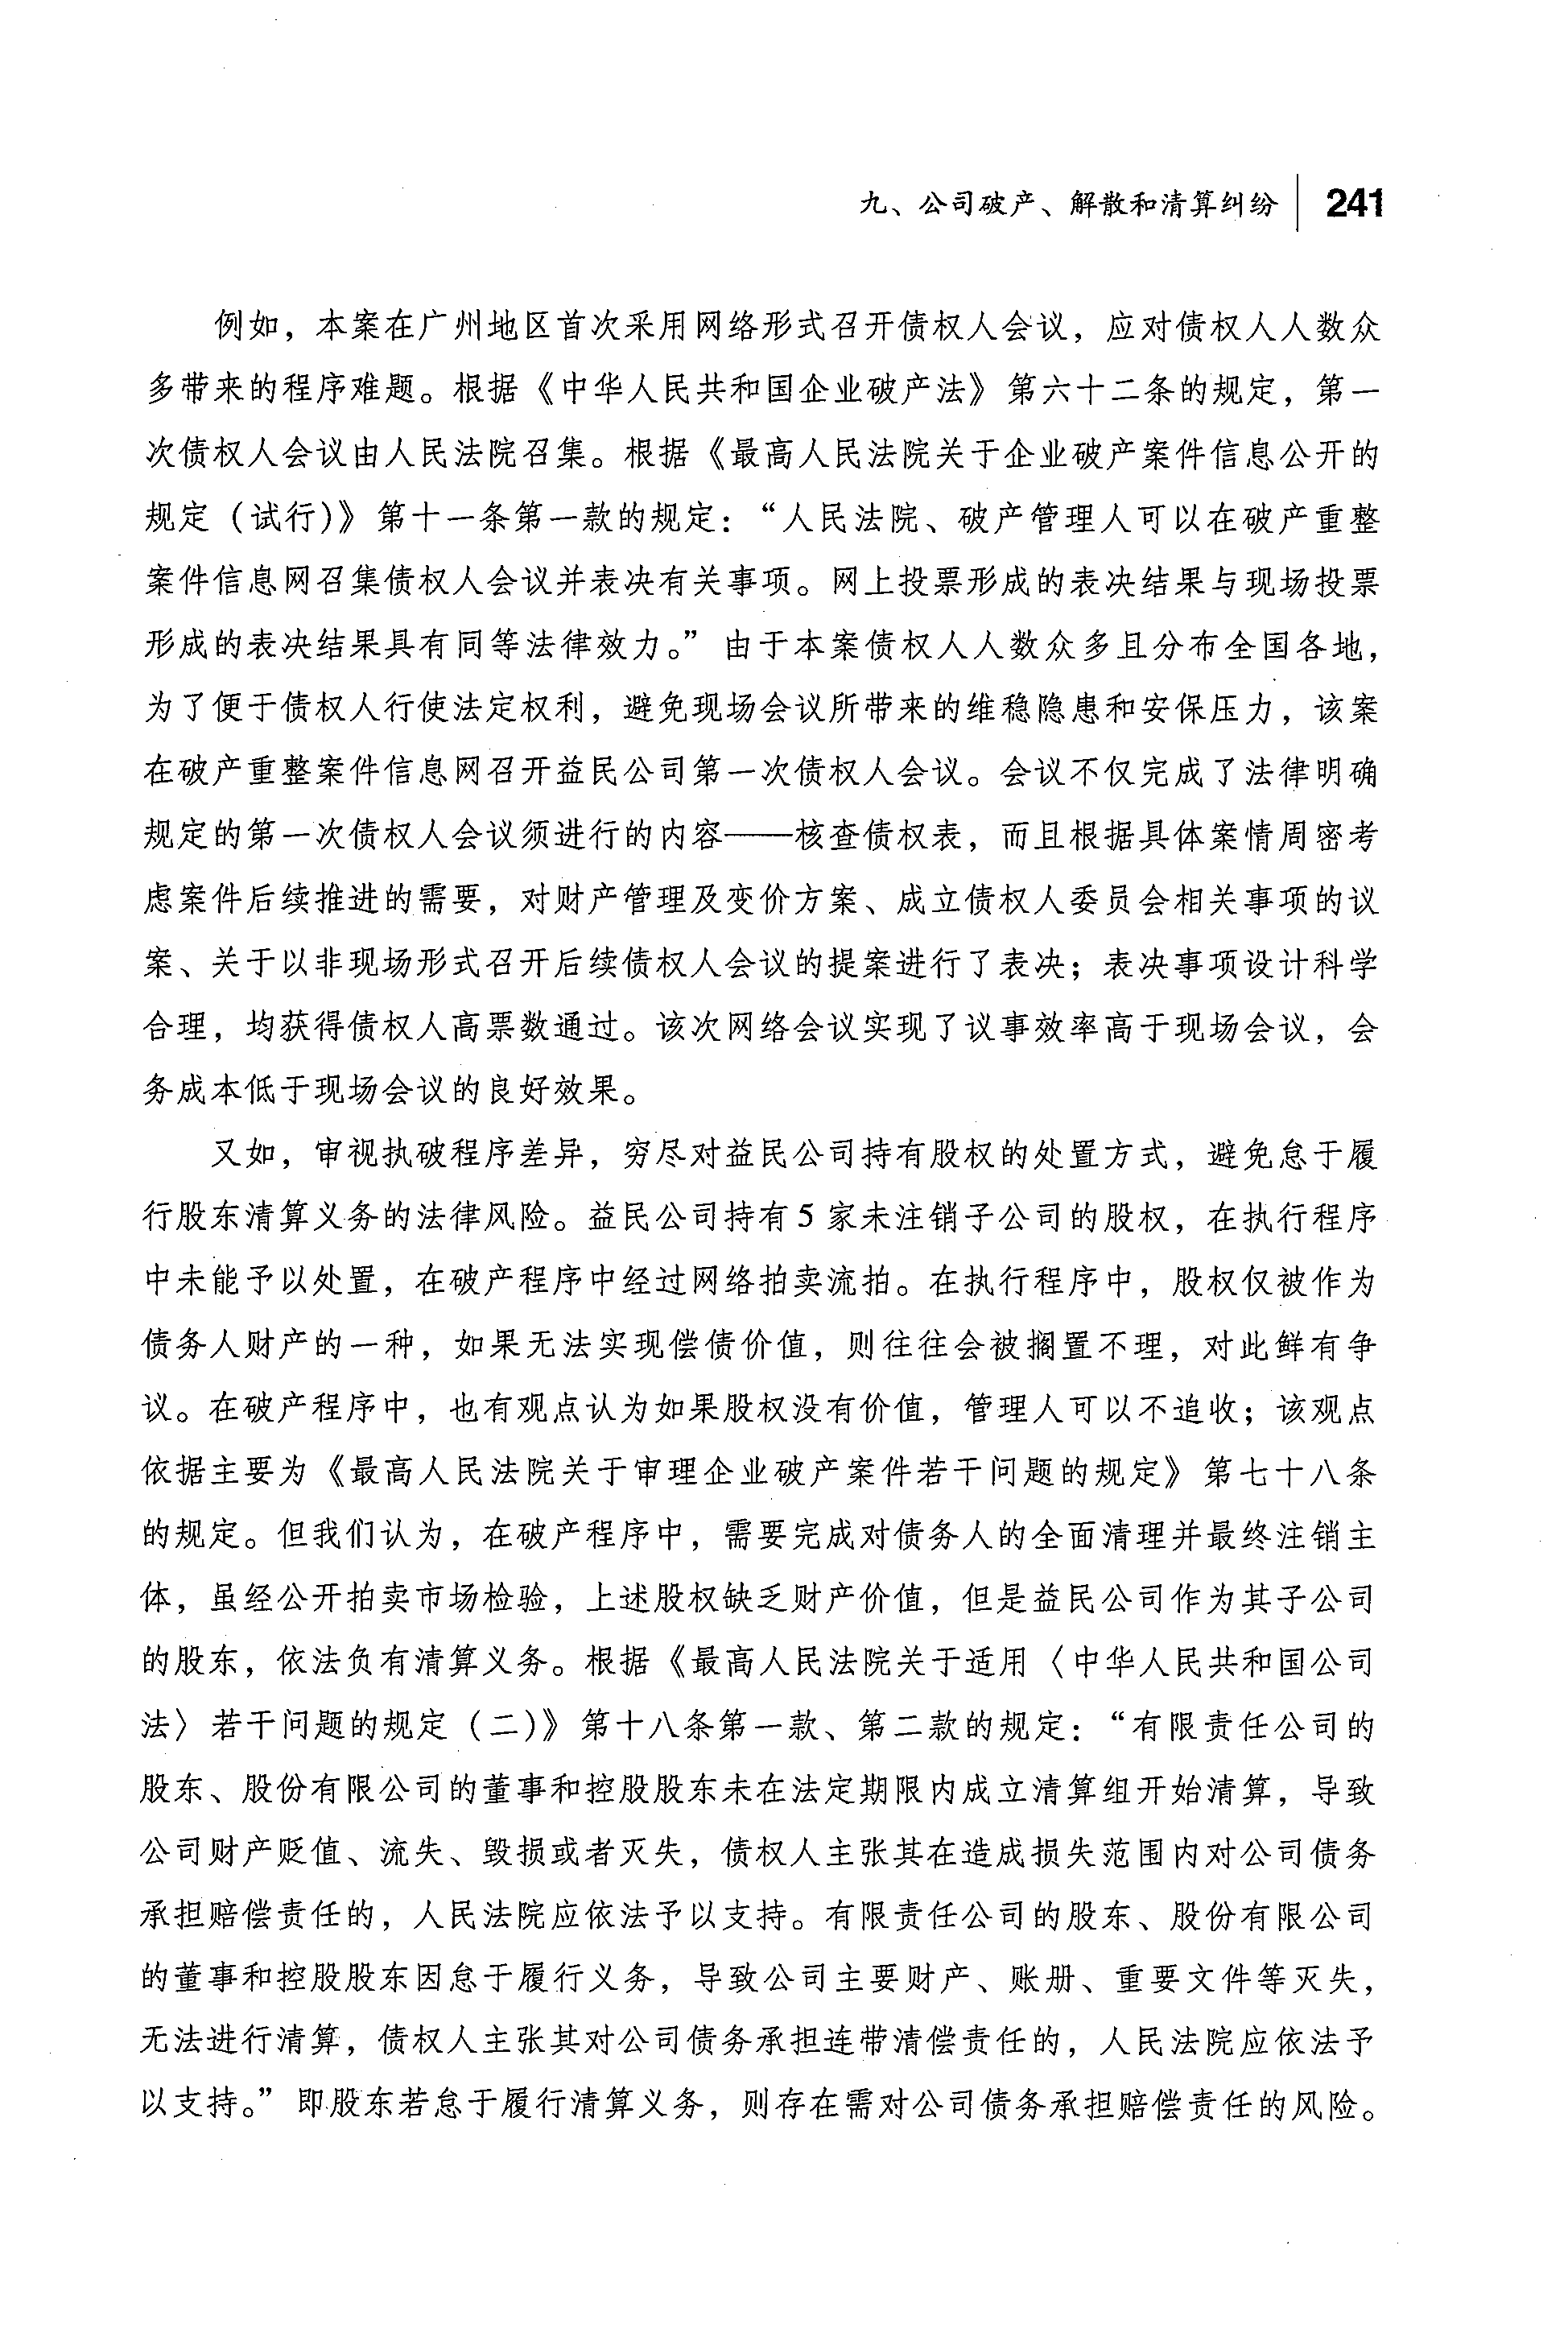 九、公司破产、解散和清算纠纷 241
例如，本案在广州地区首次采用网络形式召开债权人会议，应对债权人人数众
多带来的程序难题。根据《中华人民共和国企业破产法》第六十二条的规定，第一
次债权人会议由人民法院召集。根据《最高人民法院关于企业破产案件信息公开的
规定（试行）》第十一条第一款的规定：“人民法院、破产管理人可以在破产重整
案件信息网召集债权人会议并表决有关事项。网上投票形成的表决结果与现场投票
形成的表决结果具有同等法律效力。”由于本案债权人人数众多且分布全国各地，
为了便于债权人行使法定权利，避免现场会议所带来的维稳隐患和安保压力，该案
在破产重整案件信息网召开益民公司第一次债权人会议。会议不仅完成了法律明确
规定的第一次债权人会议须进行的内容——核查债权表，而且根据具体案情周密考
虑案件后续推进的需要，对财产管理及变价方案、成立债权人委员会相关事项的议
案、关于以非现场形式召开后续债权人会议的提案进行了表决；表决事项设计科学
合理，均获得债权人高票数通过。该次网络会议实现了议事效率高于现场会议，会
务成本低于现场会议的良好效果。
又如，审视执破程序差异，穷尽对益民公司持有股权的处置方式，避免怠于履
行股东清算义务的法律风险。益民公司持有5家未注销子公司的股权，在执行程序
中未能予以处置，在破产程序中经过网络拍卖流拍。在执行程序中，股权仅被作为
债务人财产的一种，如果无法实现偿债价值，则往往会被搁置不理，对此鲜有争
议。在破产程序中，也有观点认为如果股权没有价值，管理人可以不追收；该观点
依据主要为《最高人民法院关于审理企业破产案件若干问题的规定》第七十八条
的规定。但我们认为，在破产程序中，需要完成对债务人的全面清理并最终注销主
体，虽经公开拍卖市场检验，上述股权缺乏财产价值，但是益民公司作为其子公司
的股东，依法负有清算义务。根据《最高人民法院关于适用〈中华人民共和国公司
法〉若干问题的规定（二）》第十八条第一款、第二款的规定：“有限责任公司的
股东、股份有限公司的董事和控股股东未在法定期限内成立清算组开始清算，导致
公司财产贬值、流失、毁损或者灭失，债权人主张其在造成损失范围内对公司债务
承担赔偿责任的，人民法院应依法予以支持。有限责任公司的股东、股份有限公司
的董事和控股股东因怠于履行义务，导致公司主要财产、账册、重要文件等灭失，
无法进行清算，债权人主张其对公司债务承担连带清偿责任的，人民法院应依法予
以支持。”即股东若怠于履行清算义务，则存在需对公司债务承担赔偿责任的风险。